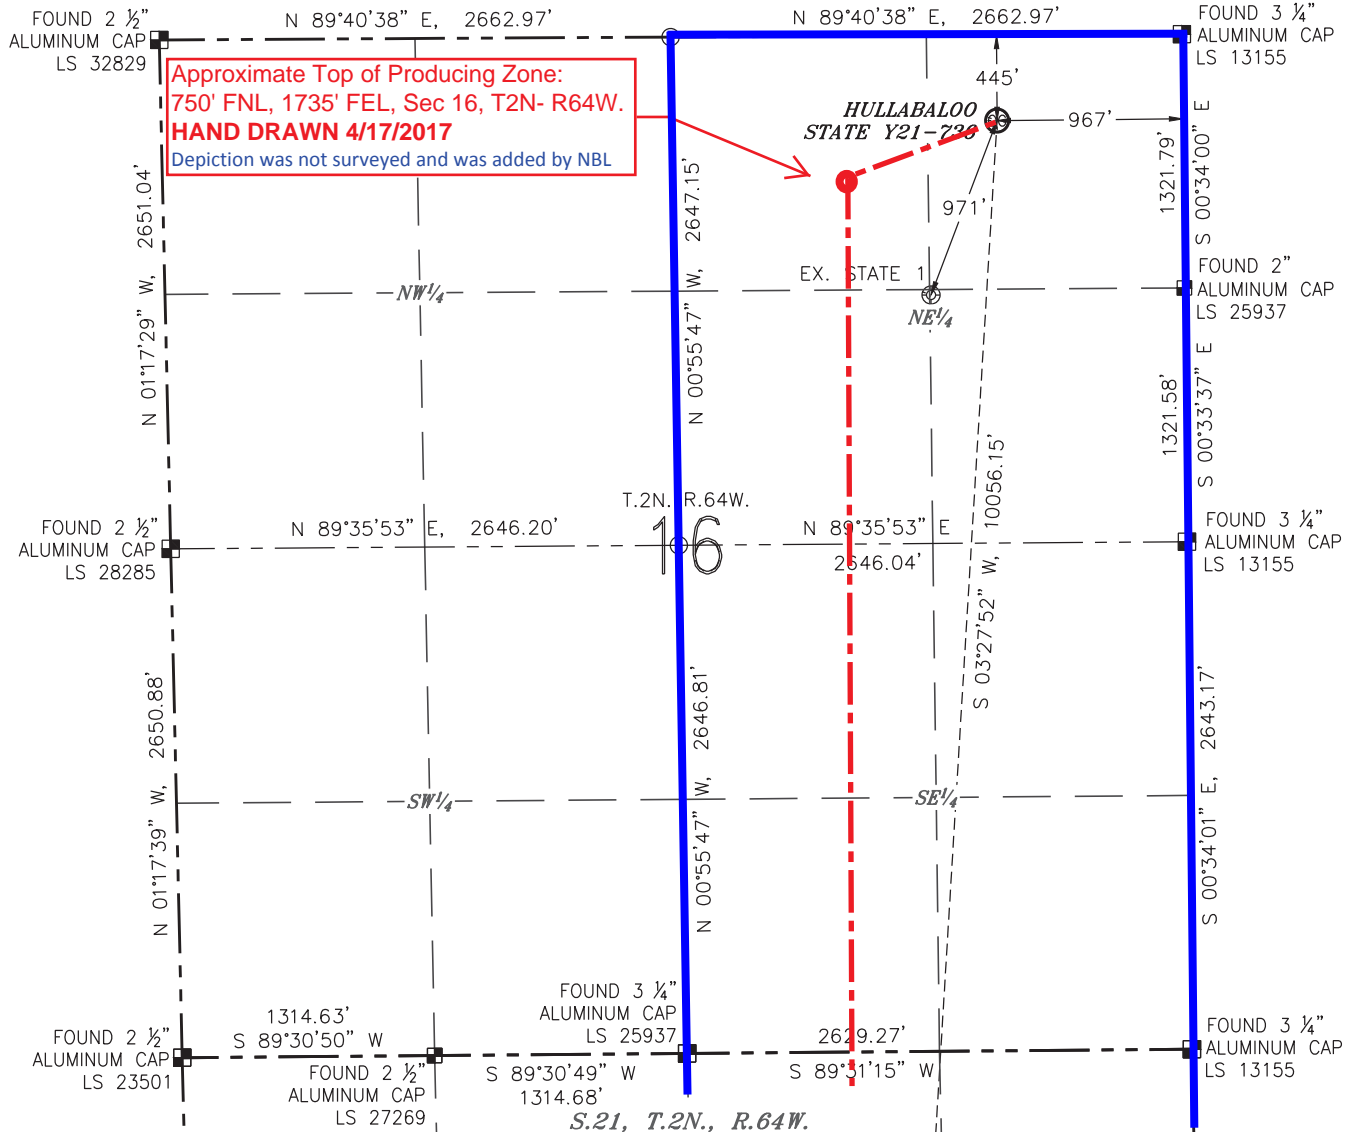 N 89°40'38" E, 2662.97'
N 89°40'38" E, 2662.97'
FOUND 2 ½"
ALUMINUM CAP
LS 32829
FOUND 3 ¼"
ALUMINUM CAP
LS 13155
Approximate Top of Producing Zone:
750' FNL, 1735' FEL, Sec 16, T2N- R64W.
HAND DRAWN 4/17/2017
Depiction was not surveyed and was added by NBL
445'
HULLABALOO
STATE Y21-736
967'
971'
N 01°17'29" W, 2651.04'
N 00°55'47" W, 2647.15'
1321.79'
S 00°34'00" E
EX. STATE 1
NW¼
NE¼
FOUND 2"
ALUMINUM CAP
LS 25937
1321.58'
S 00°33'37" E
S 03°27'52" W, 10056.15'
T.2N. R.64W.
16
FOUND 2 ½"
ALUMINUM CAP
LS 28285
N 89°35'53" E, 2646.20'
N 89°35'53" E
2646.04'
FOUND 3 ¼"
ALUMINUM CAP
LS 13155
N 01°17'39" W, 2650.88'
N 00°55'47" W, 2646.81'
S 00°34'01" E, 2643.17'
SW¼
SE¼
FOUND 3 ¼"
ALUMINUM CAP
LS 25937
FOUND 2 ½"
ALUMINUM CAP
LS 23501
1314.63'
S 89°30'50" W
FOUND 2 ½"
ALUMINUM CAP
LS 27269
S 89°30'49" W
1314.68'
2629.27'
S 89°31'15" W
FOUND 3 ¼"
ALUMINUM CAP
LS 13155
S.21, T.2N., R.64W.